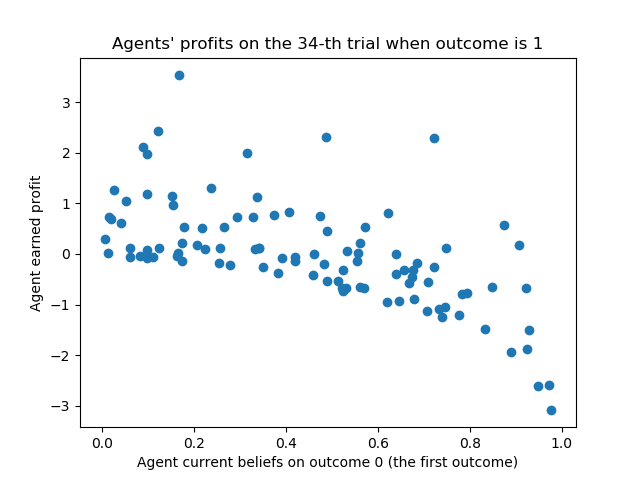 Agents' profits on the 34-th trial when outcome is 1
Agent earned profit
3
2
1
0
−1
−2
−3
0.0 0.2 0.4 0.6 0.8 1.0
Agent current beliefs on outcome 0 (the first outcome)